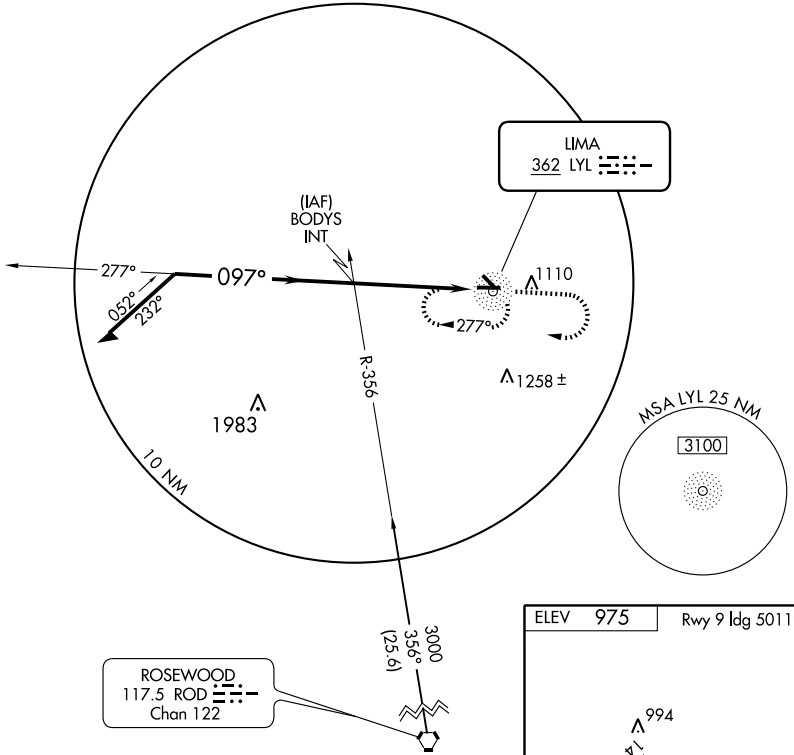 LIMA
362 LYL
(IAF)
BODYS
INT
277°
097°
052°
232°
1110
277°
R-356
1258 ±
1983
10 NM
MSA LYL 25 NM
3100
3000
356°
(25.6)
ELEV 975 Rwy 9 ldg 5011
ROSEWOOD
117.5 ROD
Chan 122
994